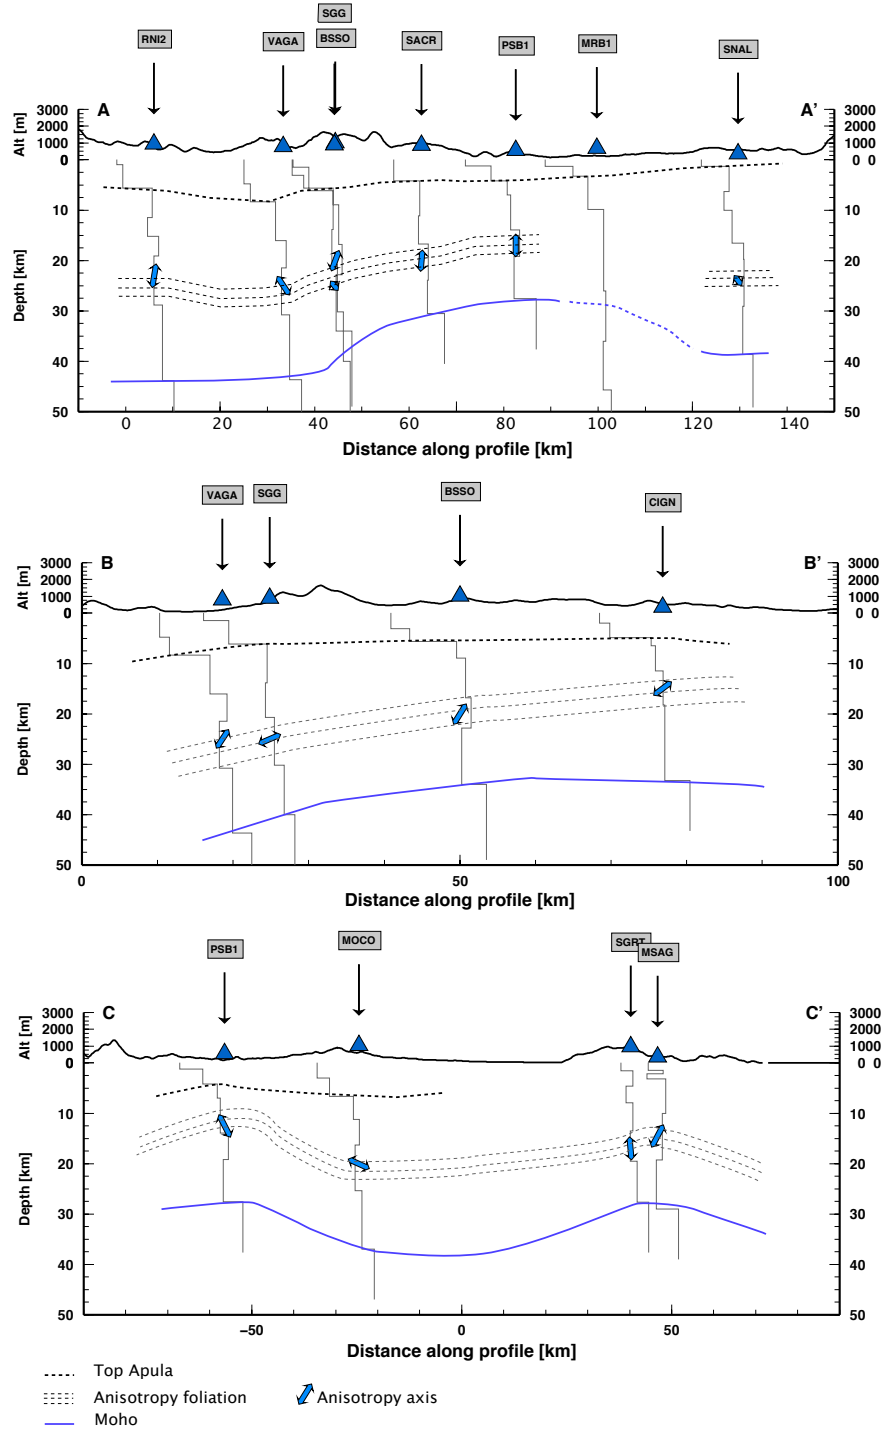 SGG
RNI2 VAGA BSSO SACR PSB1 MRB1 SNAL
A A'
Alt [m] 3000 2000 1000 0 3000 2000 1000 0 0
Depth [km] 10 20 30 40 50 10 20 30 40 50
0 20 40 60 80 100 120 140
Distance along profile [km]
VAGA SGG BSSO CIGN
B B'
Alt [m] 3000 2000 1000 0 0 3000 2000 1000 0 0
Depth [km] 10 20 30 40 50 10 20 30 40 50
0 50 100
Distance along profile [km]
PSB1 MOCO SGRT MSAG
C C'
Alt [m] 3000 2000 1000 0 0 3000 2000 1000 0 0
Depth [km] 10 20 30 40 50 10 20 30 40 50
−50 0 50
Distance along profile [km]
Top Apula
Anisotropy foliation Anisotropy axis
Moho